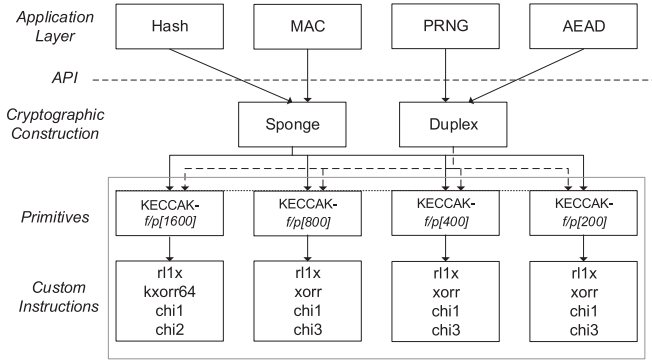 Application
Layer
Hash
MAC
PRNG
AEAD
API
Cryptographic
Construction
Sponge
Duplex
Primitives
KECCAK-
f/p[1600]
KECCAK-
f/p[800]
KECCAK-
f/p[400]
KECCAK-
f/p[200]
Custom
Instructions
rl1x
kxorr64
chi1
chi2
rl1x
xorr
chi1
chi3
rl1x
xorr
chi1
chi3
rl1x
xorr
chi1
chi3